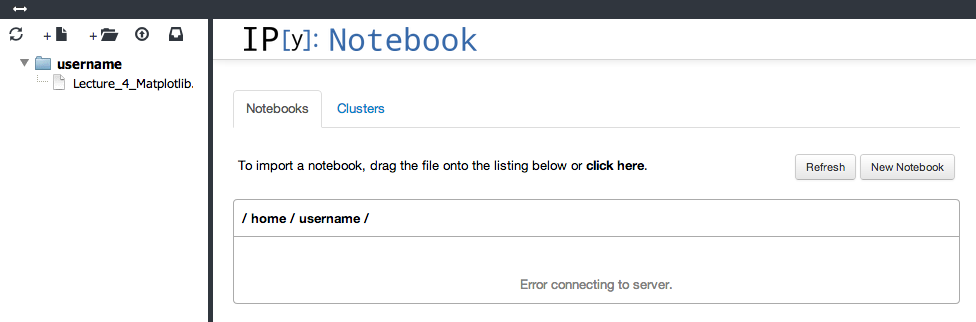 username
Lecture_4_Matplotlib.
IP[y]: Notebook
Notebooks Clusters
To import a notebook, drag the file onto the listing below or click here.
Refresh New Notebook
/ home / username /
Error connecting to server.